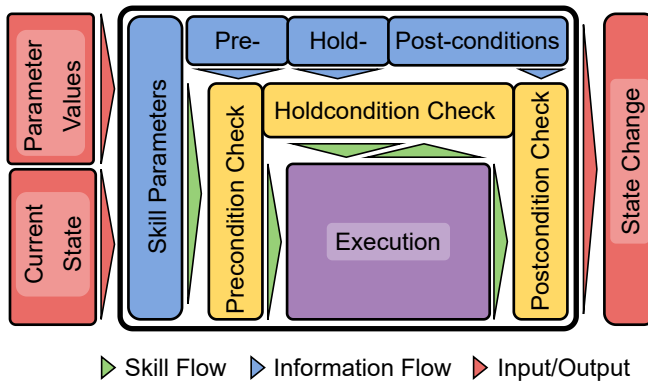 Parameter
Values
Current
State
Skill Parameters
Pre-
Hold-
Post-conditions
Precondition Check
Holdcondition Check
Execution
Postcondition Check
State Change
Skill Flow
Information Flow
Input/Output